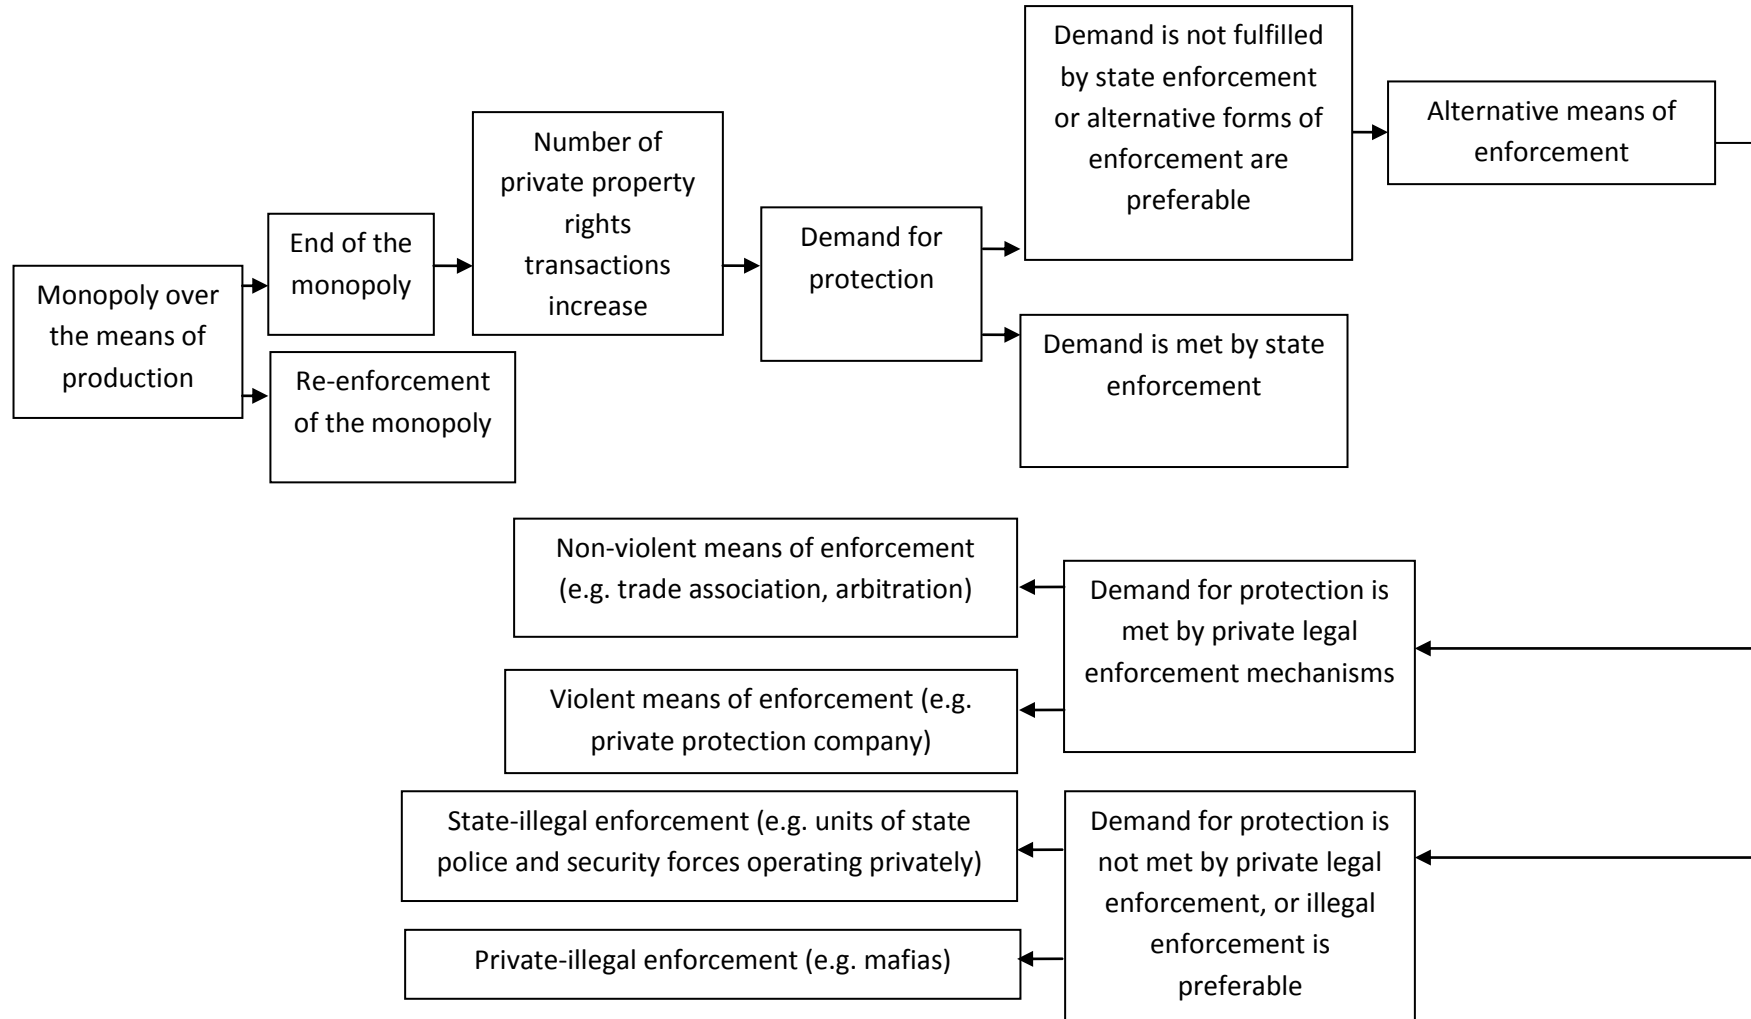 Monopoly over
the means of
production
End of the
monopoly
Re-enforcement
of the monopoly
Number of
private property
rights
transactions
increase
Demand for
protection
Demand is not fulfilled
by state enforcement
or alternative forms of
enforcement are
preferable
Demand is met by state
enforcement
Alternative means of
enforcement
Demand for protection is
met by private legal
enforcement mechanisms
Non-violent means of enforcement
(e.g. trade association, arbitration)
Violent means of enforcement (e.g.
private protection company)
Demand for protection is
not met by private legal
enforcement, or illegal
enforcement is
preferable
State-illegal enforcement (e.g. units of state
police and security forces operating privately)
Private-illegal enforcement (e.g. mafias)